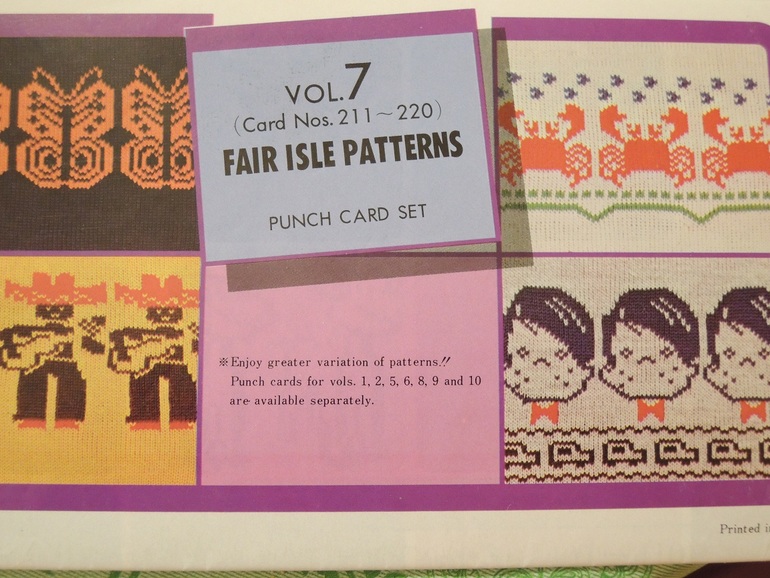 VOL.7
(Card Nos. 211～220)
FAIR ISLE PATTERNS
PUNCH CARD SET
※Enjoy greater variation of patterns!!
Punch cards for vols. 1, 2, 5, 6, 8, 9 and 10
are available separately.
Printed